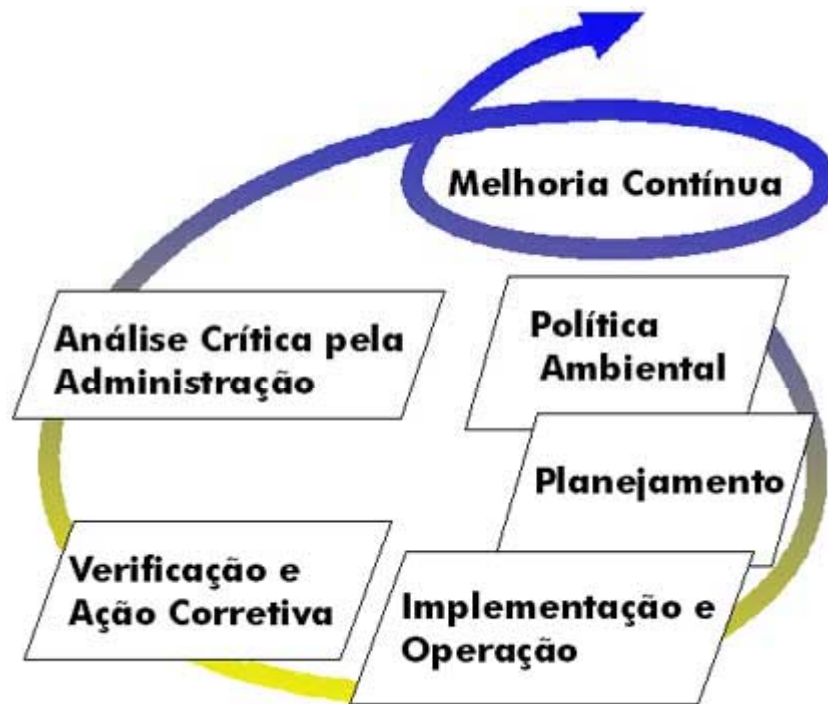 Melhoria Contínua
Política
Ambiental
Planejamento
Implementação e
Operação
Verificação e
Ação Corretiva
Análise Crítica pela
Administração